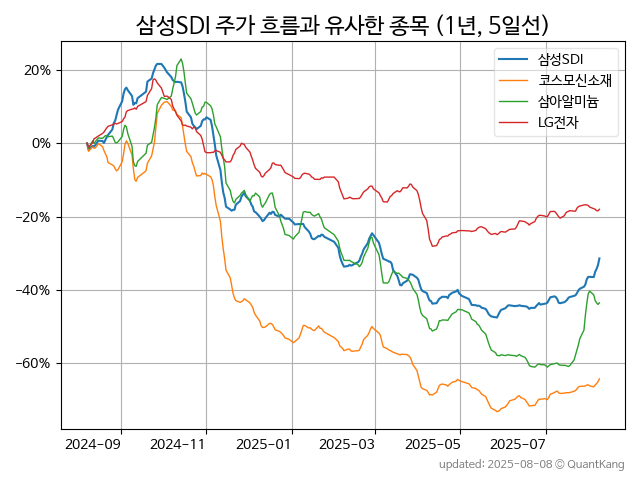 삼성SDI 주가 흐름과 유사한 종목 (1년, 5일선)
삼성SDI
코스모신소재
삼아알미늄
LG전자
20%
0%
−20%
−40%
−60%
2024-09 2024-11 2025-01 2025-03 2025-05 2025-07
updated: 2025-08-08 © QuantKang